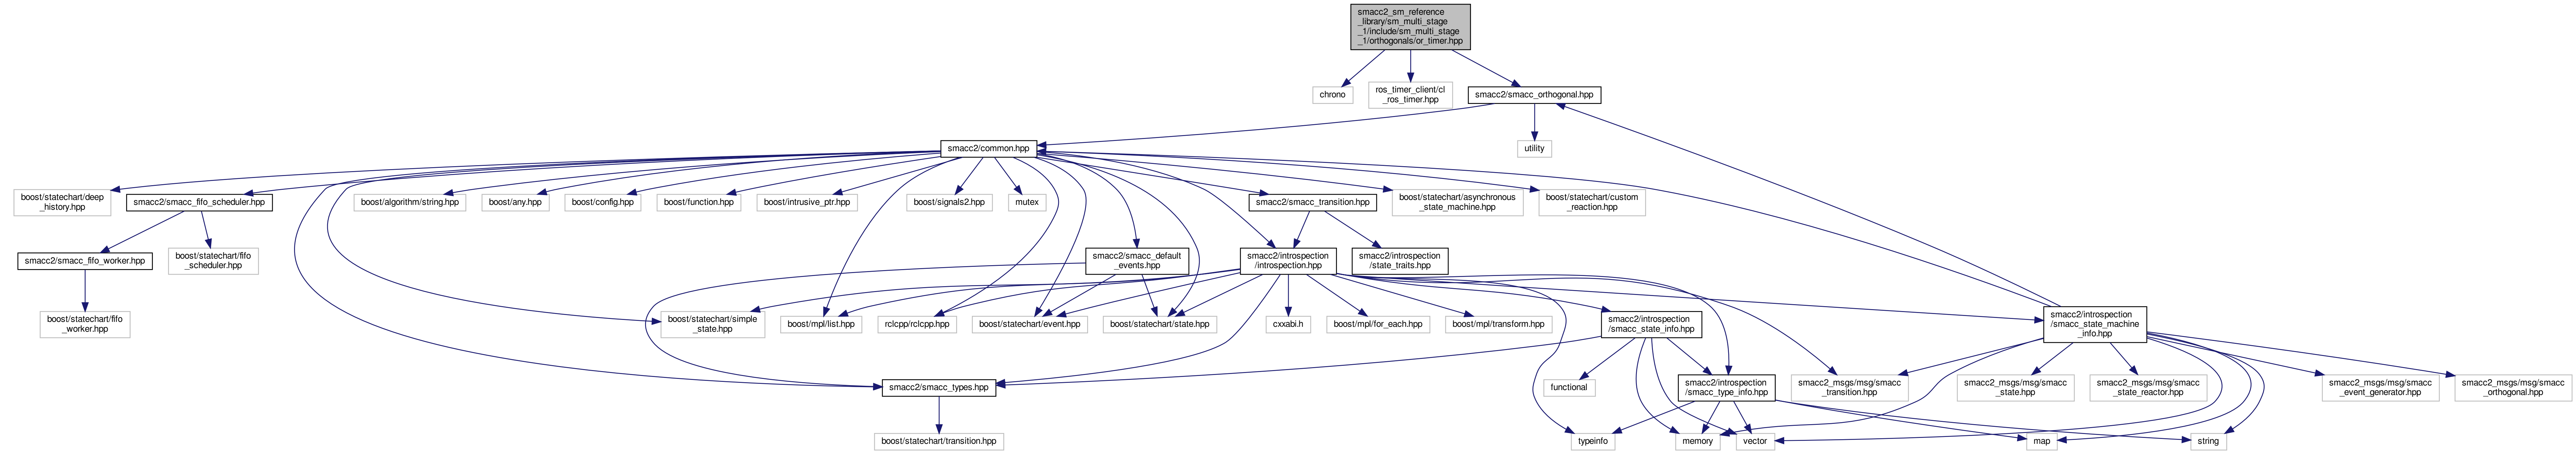 smacc2_sm_reference
_library/sm_multi_stage
_1/include/sm_multi_stage
_1/orthogonals/or_timer.hpp
chrono
ros_timer_client/cl
_ros_timer.hpp
smacc2/smacc_orthogonal.hpp
smacc2/common.hpp
utility
boost/statechart/deep
_history.hpp
smacc2/smacc_fifo_scheduler.hpp
boost/algorithm/string.hpp
boost/any.hpp
boost/config.hpp
boost/function.hpp
boost/intrusive_ptr.hpp
boost/signals2.hpp
mutex
smacc2/smacc_transition.hpp
boost/statechart/asynchronous
_state_machine.hpp
boost/statechart/custom
_reaction.hpp
smacc2/smacc_fifo_worker.hpp
boost/statechart/fifo
_scheduler.hpp
smacc2/smacc_default
_events.hpp
smacc2/introspection
/introspection.hpp
smacc2/introspection
/state_traits.hpp
boost/statechart/fifo
_worker.hpp
boost/statechart/simple
_state.hpp
boost/mpl/list.hpp
rclcpp/rclcpp.hpp
boost/statechart/event.hpp
boost/statechart/state.hpp
cxxabi.h
boost/mpl/for_each.hpp
boost/mpl/transform.hpp
smacc2/introspection
/smacc_state_info.hpp
smacc2/introspection
/smacc_state_machine
_info.hpp
smacc2/smacc_types.hpp
functional
smacc2/introspection
/smacc_type_info.hpp
smacc2_msgs/msg/smacc
_transition.hpp
smacc2_msgs/msg/smacc
_state.hpp
smacc2_msgs/msg/smacc
_state_reactor.hpp
smacc2_msgs/msg/smacc
_event_generator.hpp
smacc2_msgs/msg/smacc
_orthogonal.hpp
boost/statechart/transition.hpp
typeinfo
memory
vector
map
string